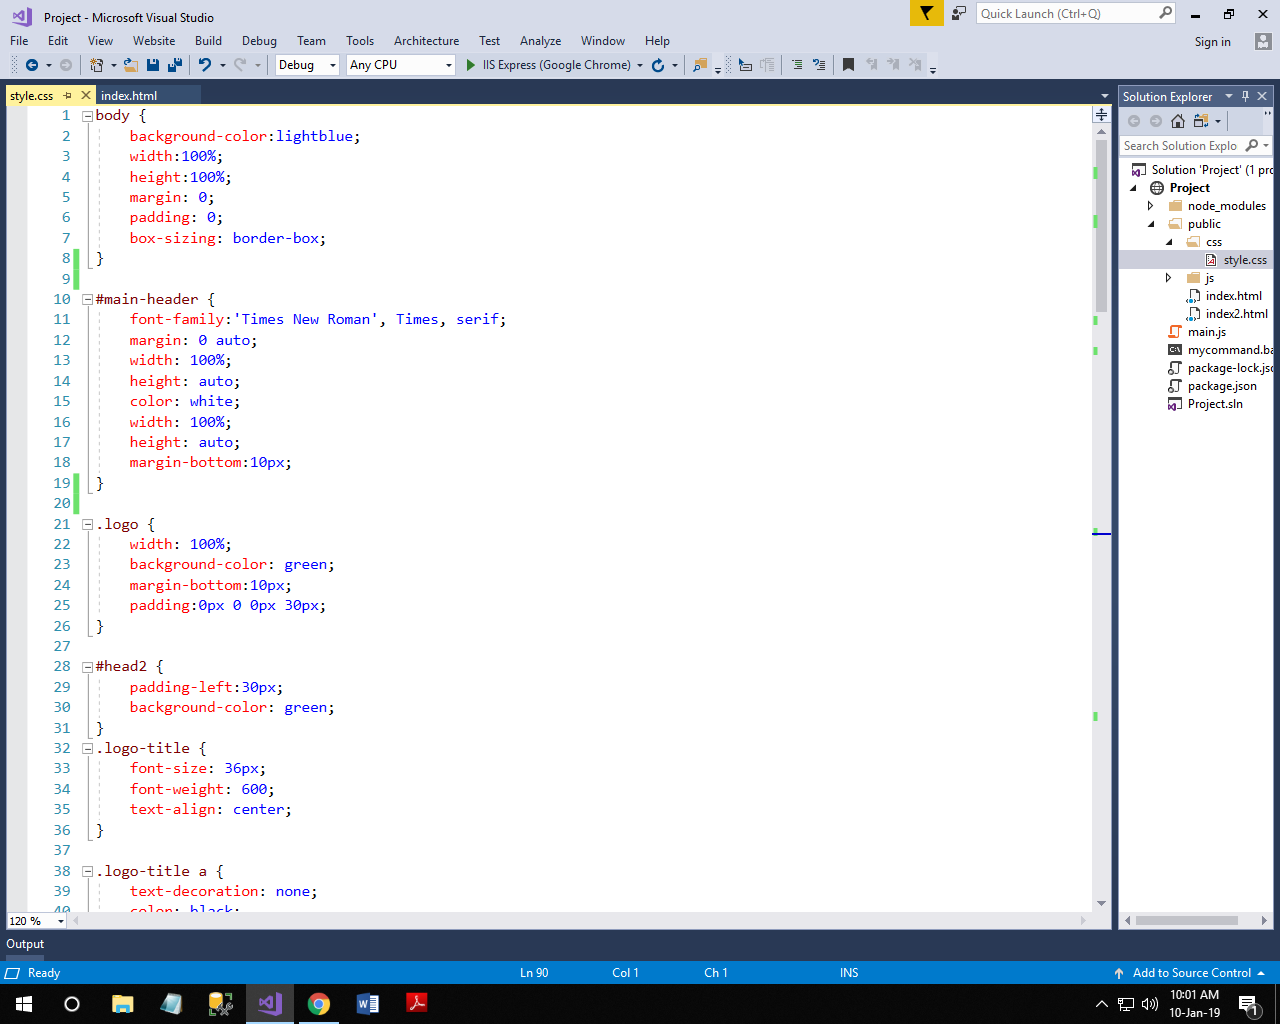 Project - Microsoft Visual Studio
Quick Launch (Ctrl+Q)
File Edit View Website Build Debug Team Tools Architecture Test Analyze Window Help
Sign in
Debug Any CPU IIS Express (Google Chrome)
style.css index.html
1 body {
2 background-color:lightblue;
3 width:100%;
4 height:100%;
5 margin: 0;
6 padding: 0;
7 box-sizing: border-box;
8 }
9
10 #main-header {
11 font-family:'Times New Roman', Times, serif;
12 margin: 0 auto;
13 width: 100%;
14 height: auto;
15 color: white;
16 width: 100%;
17 height: auto;
18 margin-bottom:10px;
19 }
20
21 .logo {
22 width: 100%;
23 background-color: green;
24 margin-bottom:10px;
25 padding:0px 0 0px 30px;
26 }
27
28 #head2 {
29 padding-left:30px;
30 background-color: green;
31 }
32 .logo-title {
33 font-size: 36px;
34 font-weight: 600;
35 text-align: center;
36 }
37
38 .logo-title a {
39 text-decoration: none;
40 color: black;
120 %
Solution Explorer
Search Solution Explo
Solution 'Project' (1 pro
Project
node_modules
public
css
style.css
js
index.html
index2.html
main.js
mycommand.ba
package-lock.jso
package.json
Project.sln
Output
Ready Ln 90 Col 1 Ch 1 INS Add to Source Control
10:01 AM
10-Jan-19
1